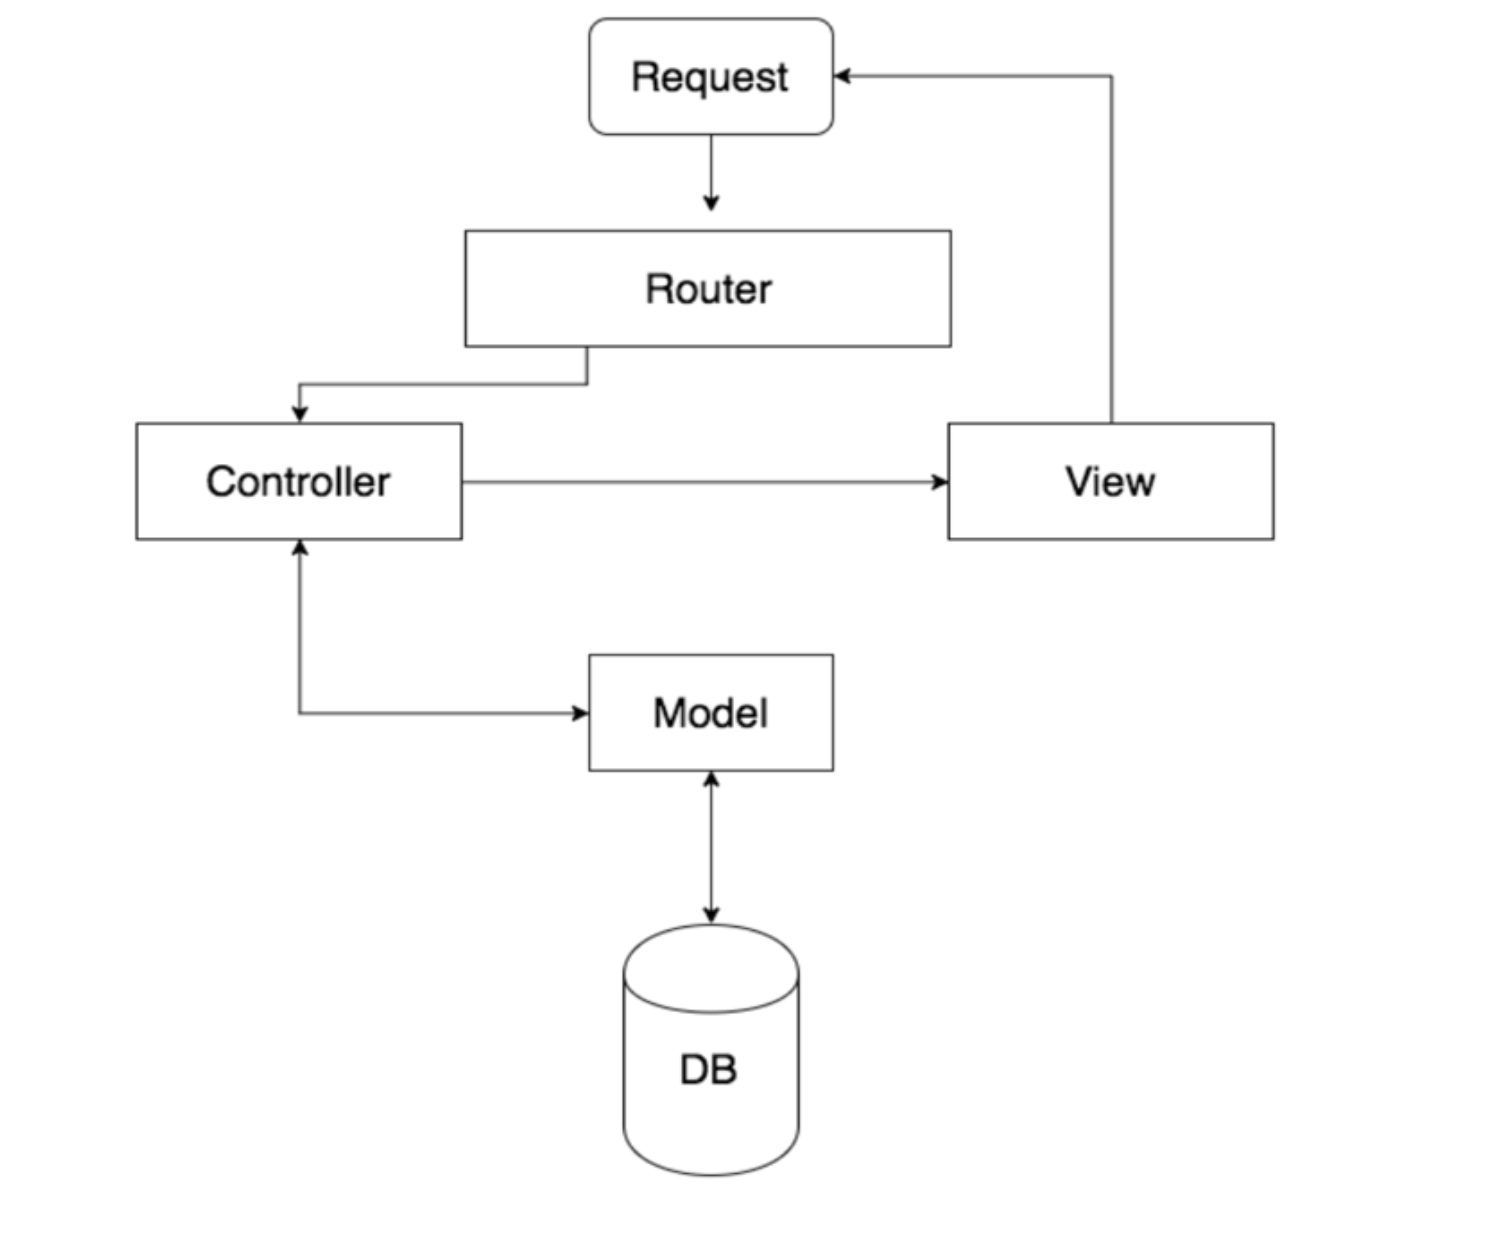 Request
Router
Controller
View
Model
DB